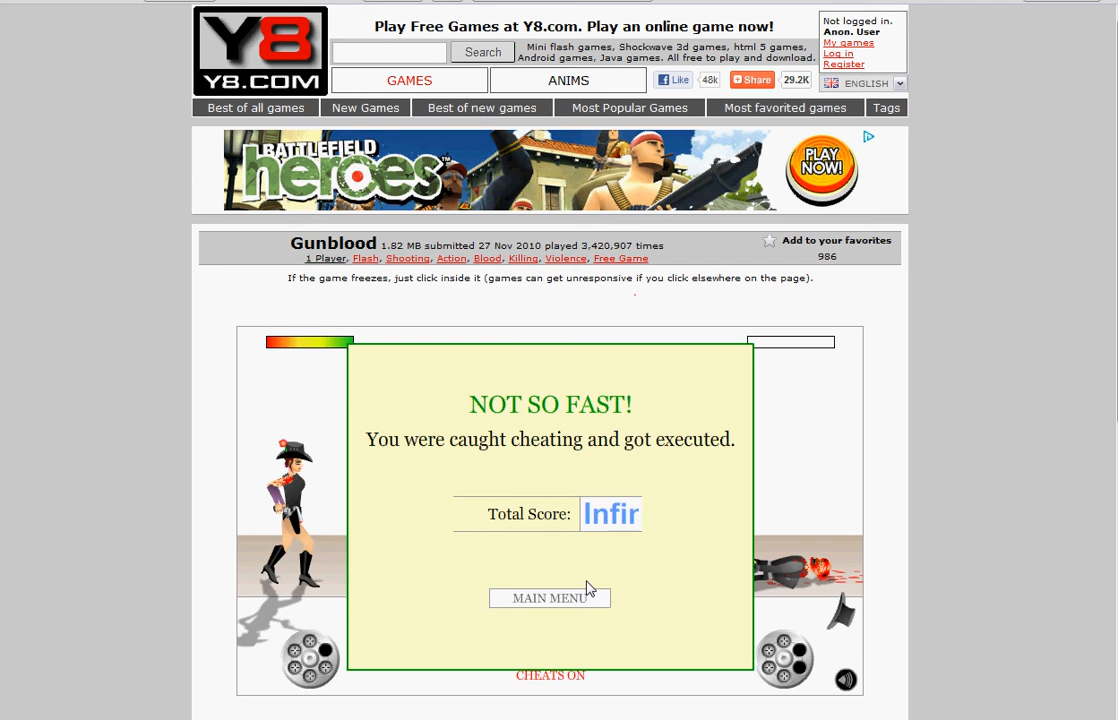 Y8
Y8.COM
Play Free Games at Y8.com. Play an online game now!
Search
Mini flash games, Shockwave 3d games, html 5 games,
Android games, Java games. All free to play and download.
GAMES
ANIMS
Like
48k
Share
29.2K
Not logged in.
Anon. User
My games
Log in
Register
ENGLISH
Best of all games
New Games
Best of new games
Most Popular Games
Most favorited games
Tags
BATTLEFIELD
heroes
PLAY
NOW!
Gunblood 1.82 MB submitted 27 Nov 2010 played 3,420,907 times
1 Player, Flash, Shooting, Action, Blood, Killing, Violence, Free Game
Add to your favorites
986
If the game freezes, just click inside it (games can get unresponsive if you click elsewhere on the page).
NOT SO FAST!
You were caught cheating and got executed.
Total Score: Infir
MAIN MENU
CHEATS ON